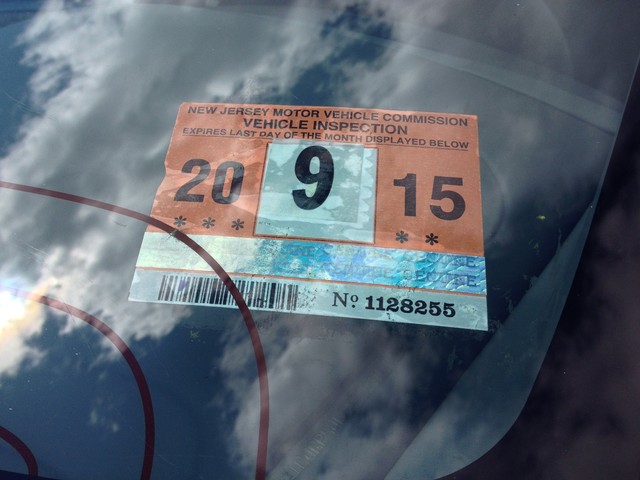 NEW JERSEY MOTOR VEHICLE COMMISSION
VEHICLE INSPECTION
EXPIRES LAST DAY OF THE MONTH DISPLAYED BELOW
20 9 15
* * * * * *
Nº 1128255